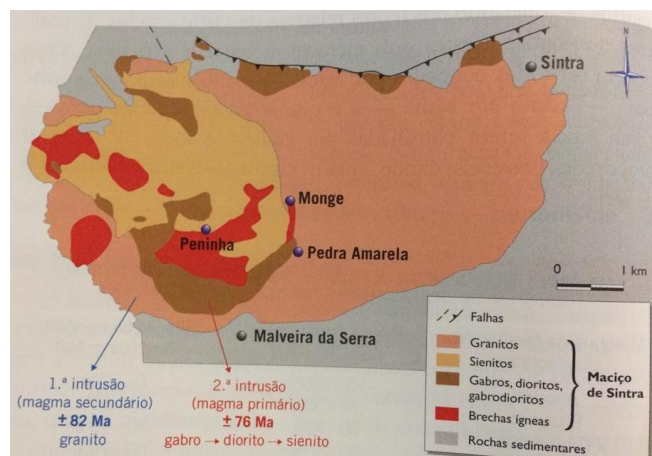 N
Sintra
Monge
Peninha
Pedra Amarela
0 1 km
Malveira da Serra
1.ª intrusão
(magma secundário)
± 82 Ma
granito
2.ª intrusão
(magma primário)
± 76 Ma
gabro → diorito → sienito
Falhas
Granitos
Sienitos
Gabros, dioritos,
gabrodioritos
Brechas ígneas
Rochas sedimentares
Maciço
de Sintra